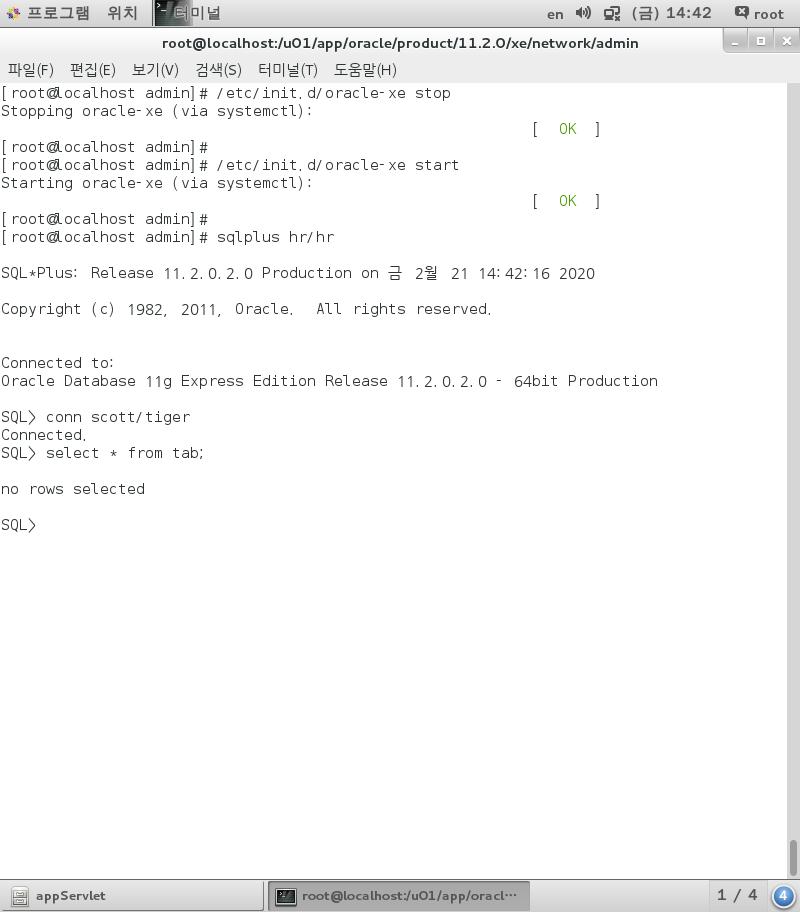 프로그램 위치 터미널 en (금) 14:42 root
root@localhost:/u01/app/oracle/product/11.2.0/xe/network/admin
파일(F) 편집(E) 보기(V) 검색(S) 터미널(T) 도움말(H)
[root@localhost admin]# /etc/init.d/oracle-xe stop
Stopping oracle-xe (via systemctl):
[ OK ]
[root@localhost admin]#
[root@localhost admin]# /etc/init.d/oracle-xe start
Starting oracle-xe (via systemctl):
[ OK ]
[root@localhost admin]#
[root@localhost admin]# sqlplus hr/hr
SQL*Plus: Release 11.2.0.2.0 Production on 금 2월 21 14:42:16 2020
Copyright (c) 1982, 2011, Oracle. All rights reserved.
Connected to:
Oracle Database 11g Express Edition Release 11.2.0.2.0 - 64bit Production
SQL> conn scott/tiger
Connected.
SQL> select * from tab;
no rows selected
SQL>
appServlet root@localhost:/u01/app/oracl… 1 / 4 4